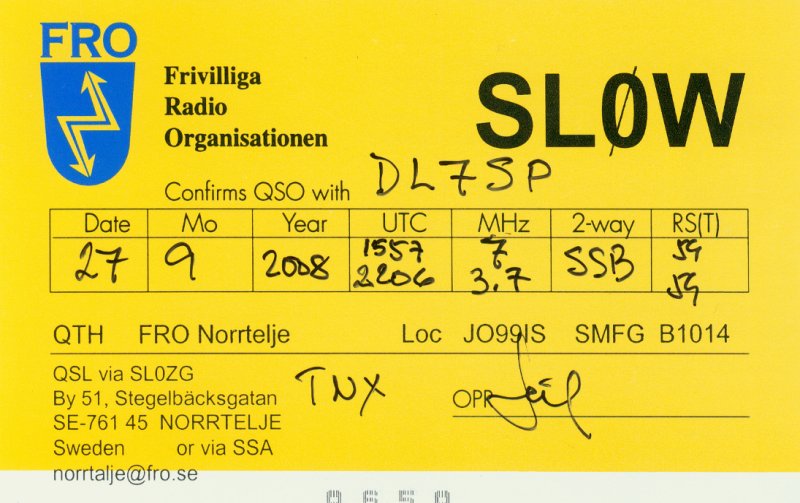 FRO
Frivilliga
Radio
Organisationen
SLØW
Confirms QSO with DL7SP
Date Mo Year UTC MHz 2-way RS(T)
27 9 2008 1557 7 SSB 59
2206 3.7 59
QTH FRO Norrtelje Loc JO99IS SMFG B1014
QSL via SL0ZG
By 51, Stegelbäcksgatan
SE-761 45 NORRTELJE
Sweden or via SSA
norrtalje@fro.se
TNX
OPR